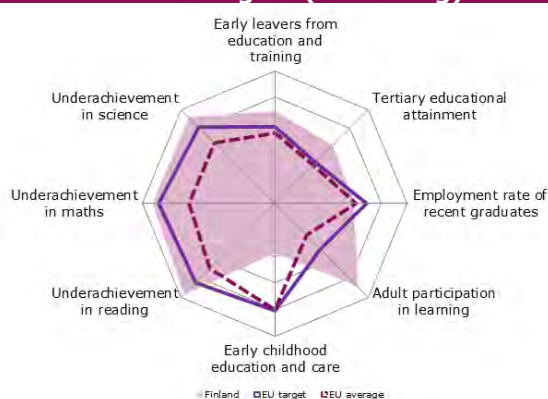 Early leavers from
education and
training
Underachievement
in science
Tertiary educational
attainment
Underachievement
in maths
Employment rate of
recent graduates
Underachievement
in reading
Adult participation
in learning
Early childhood
education and care
Finland EU target EU average